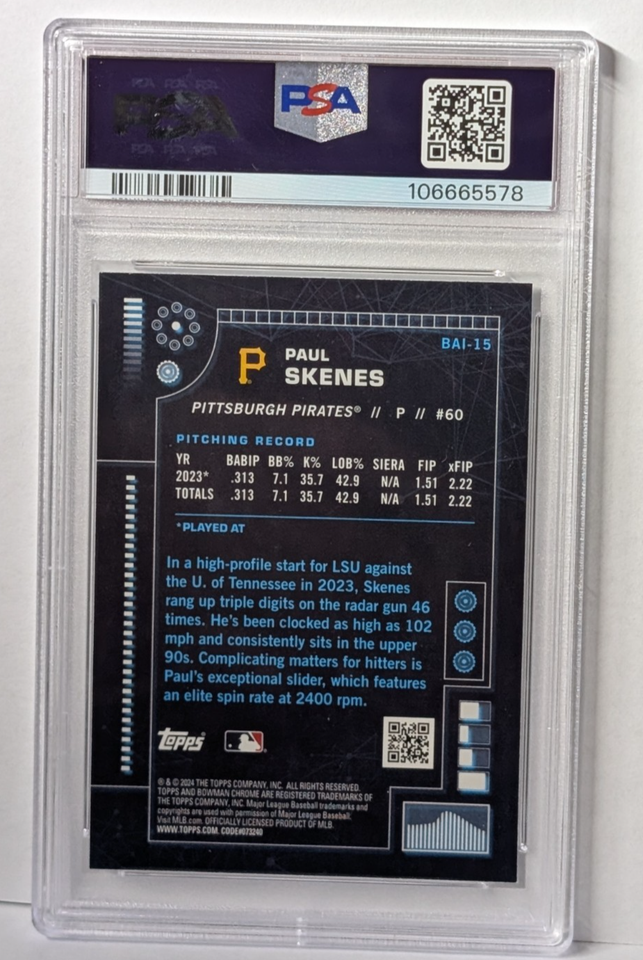 PSA
106665578
BAI-15
P
PAUL
SKENES
PITTSBURGH PIRATES® // P // #60
PITCHING RECORD
YR BABIP BB% K% LOB% SIERA FIP xFIP
2023* .313 7.1 35.7 42.9 N/A 1.51 2.22
TOTALS .313 7.1 35.7 42.9 N/A 1.51 2.22
*PLAYED AT
In a high-profile start for LSU against
the U. of Tennessee in 2023, Skenes
rang up triple digits on the radar gun 46
times. He's been clocked as high as 102
mph and consistently sits in the upper
90s. Complicating matters for hitters is
Paul's exceptional slider, which features
an elite spin rate at 2400 rpm.
topps
® & © 2024 THE TOPPS COMPANY, INC. ALL RIGHTS RESERVED.
TOPPS AND BOWMAN CHROME ARE REGISTERED TRADEMARKS OF
THE TOPPS COMPANY, INC. Major League Baseball trademarks and
copyrights are used with permission of Major League Baseball.
Visit MLB.com. OFFICIALLY LICENSED PRODUCT OF MLB.
WWW.TOPPS.COM. CODE#673240